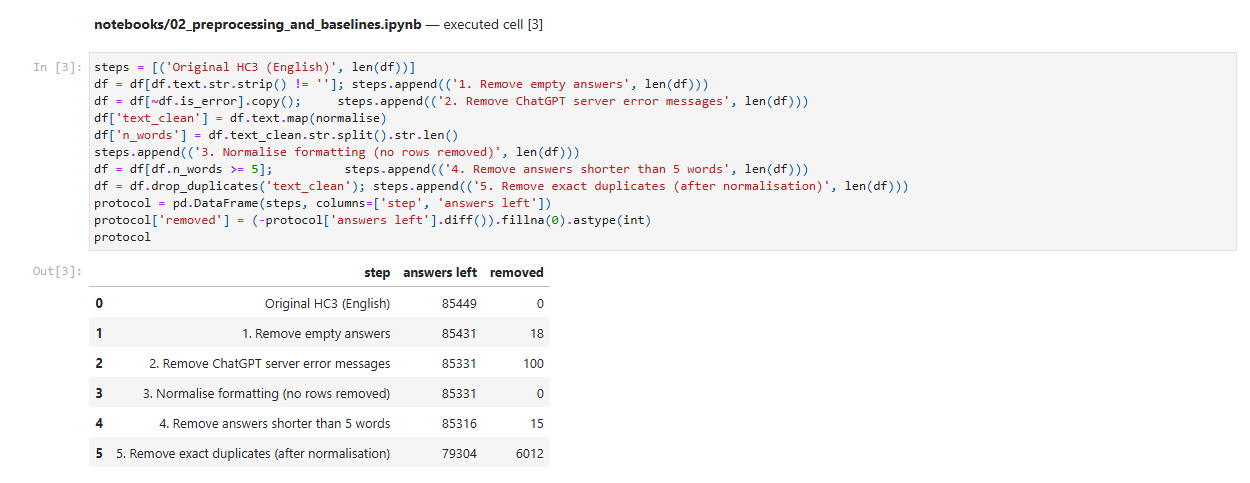 notebooks/02_preprocessing_and_baselines.ipynb — executed cell [3]
In [3]: steps = [('Original HC3 (English)', len(df))]
df = df[df.text.str.strip() != '']; steps.append(('1. Remove empty answers', len(df)))
df = df[~df.is_error].copy();     steps.append(('2. Remove ChatGPT server error messages', len(df)))
df['text_clean'] = df.text.map(normalise)
df['n_words'] = df.text_clean.str.split().str.len()
steps.append(('3. Normalise formatting (no rows removed)', len(df)))
df = df[df.n_words >= 5];          steps.append(('4. Remove answers shorter than 5 words', len(df)))
df = df.drop_duplicates('text_clean'); steps.append(('5. Remove exact duplicates (after normalisation)', len(df)))
protocol = pd.DataFrame(steps, columns=['step', 'answers left'])
protocol['removed'] = (-protocol['answers left'].diff()).fillna(0).astype(int)
protocol
Out[3]: step answers left removed
0 Original HC3 (English) 85449 0
1 1. Remove empty answers 85431 18
2 2. Remove ChatGPT server error messages 85331 100
3 3. Normalise formatting (no rows removed) 85331 0
4 4. Remove answers shorter than 5 words 85316 15
5 5. Remove exact duplicates (after normalisation) 79304 6012